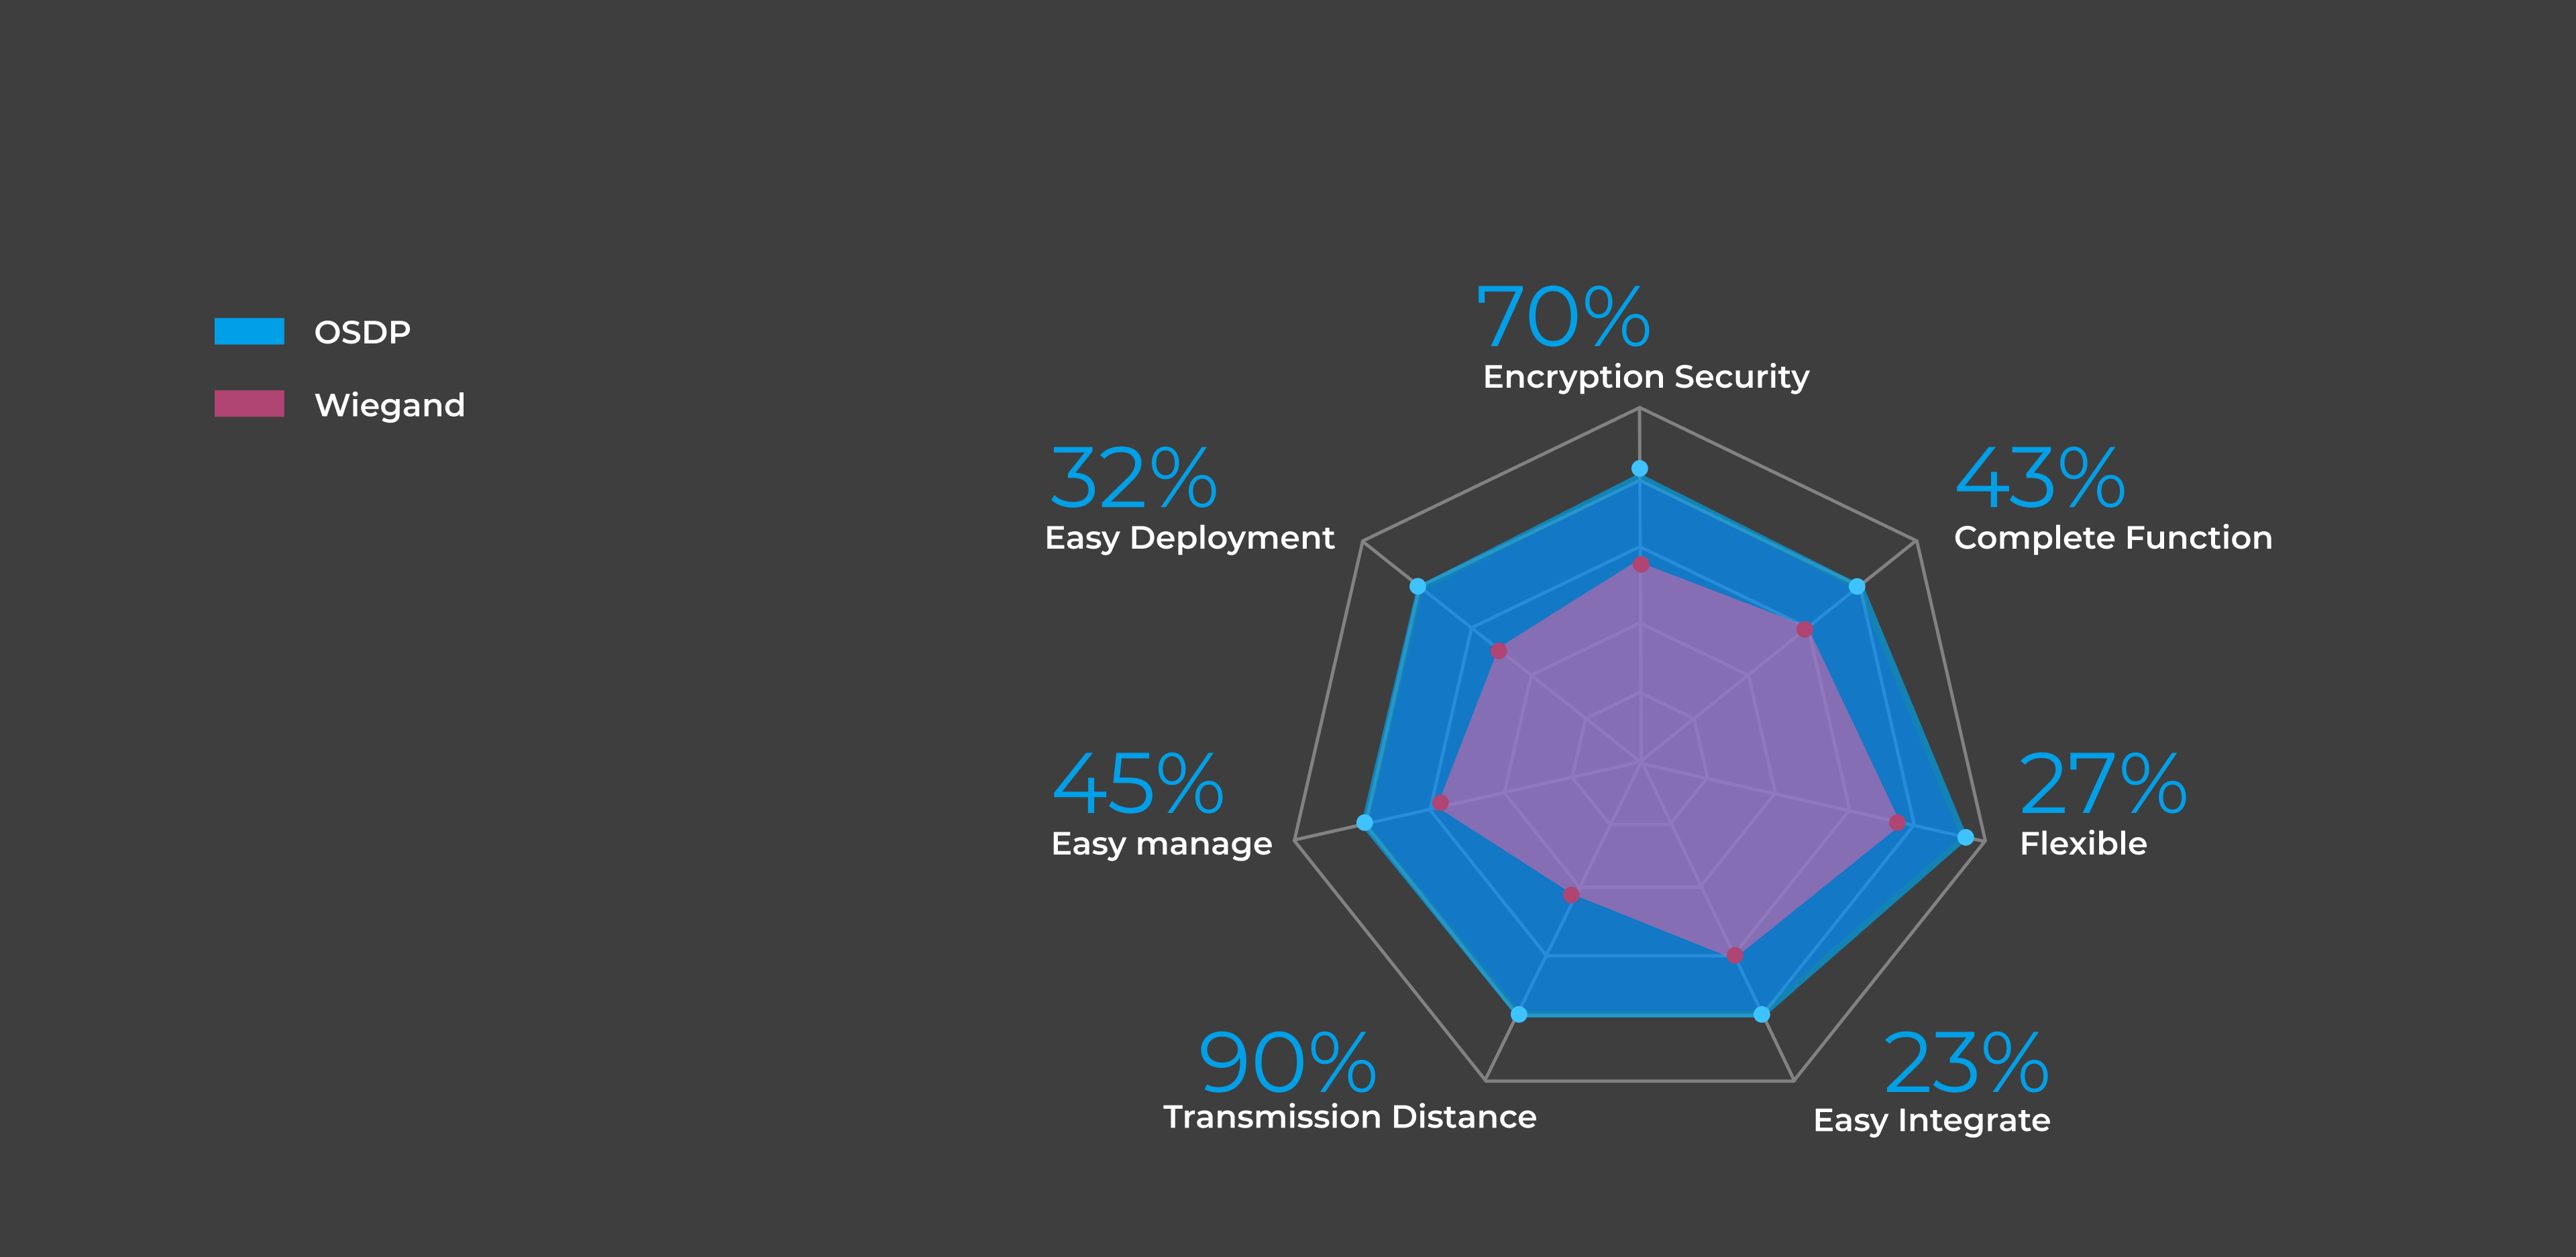 OSDP
Wiegand
70%
Encryption Security
32%
Easy Deployment
43%
Complete Function
45%
Easy manage
27%
Flexible
90%
Transmission Distance
23%
Easy Integrate